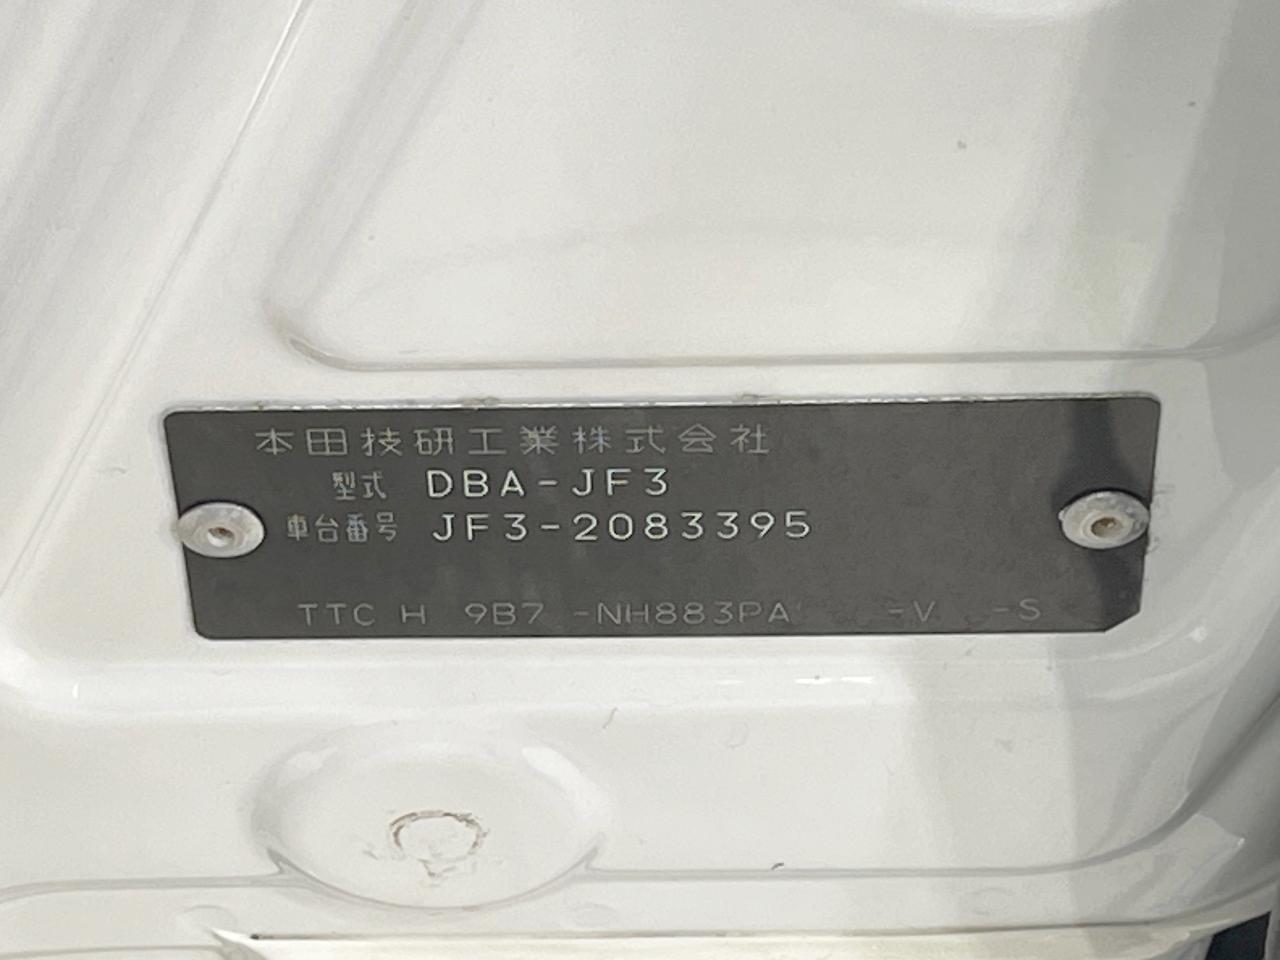 本田技研工業株式会社
型式 DBA-JF3
車台番号 JF3-2083395
TTC H 9B7 -NH883PA -V -S